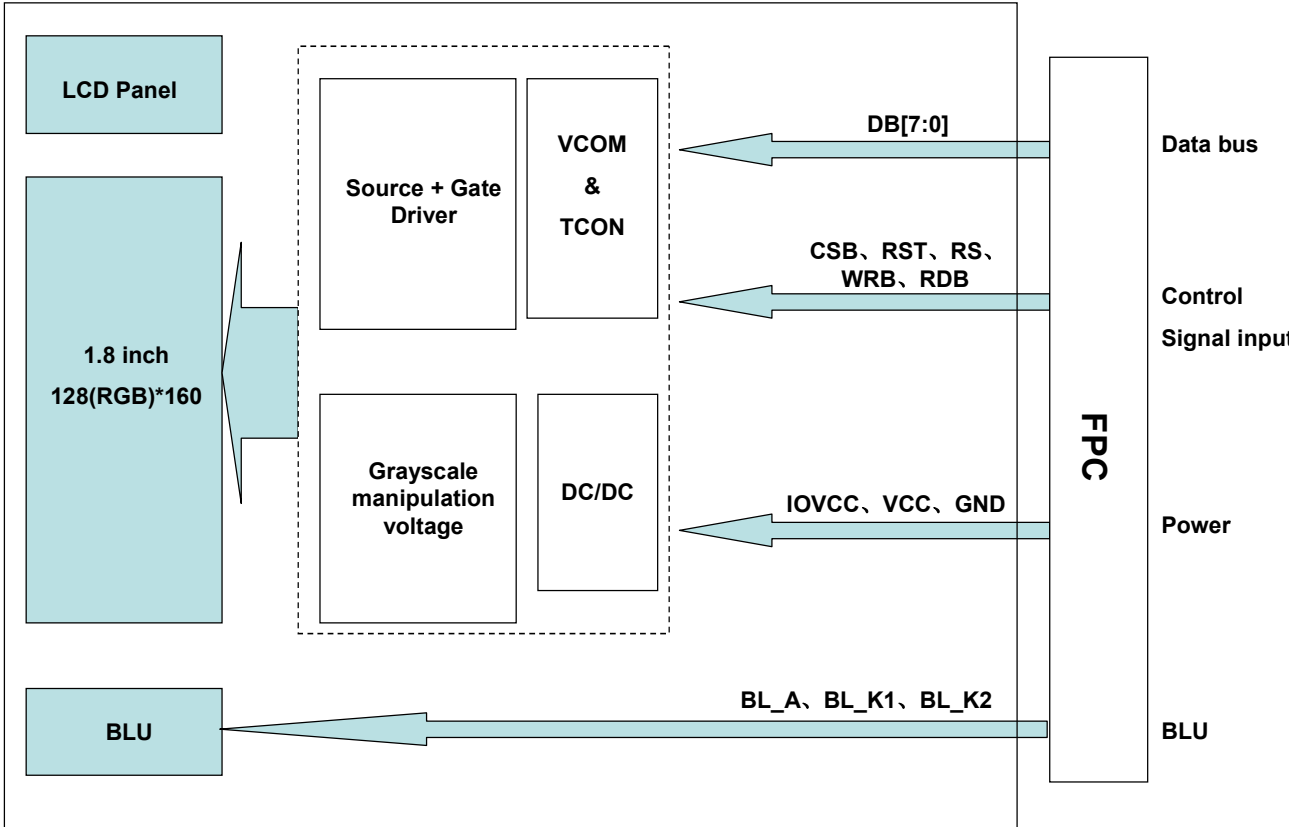 LCD Panel
1.8 inch
128(RGB)*160
BLU
Source + Gate
Driver
VCOM
&
TCON
Grayscale
manipulation
voltage
DC/DC
DB[7:0]
CSB、RST、RS、
WRB、RDB
IOVCC、VCC、GND
BL_A、BL_K1、BL_K2
FPC
Data bus
Control
Signal input
Power
BLU